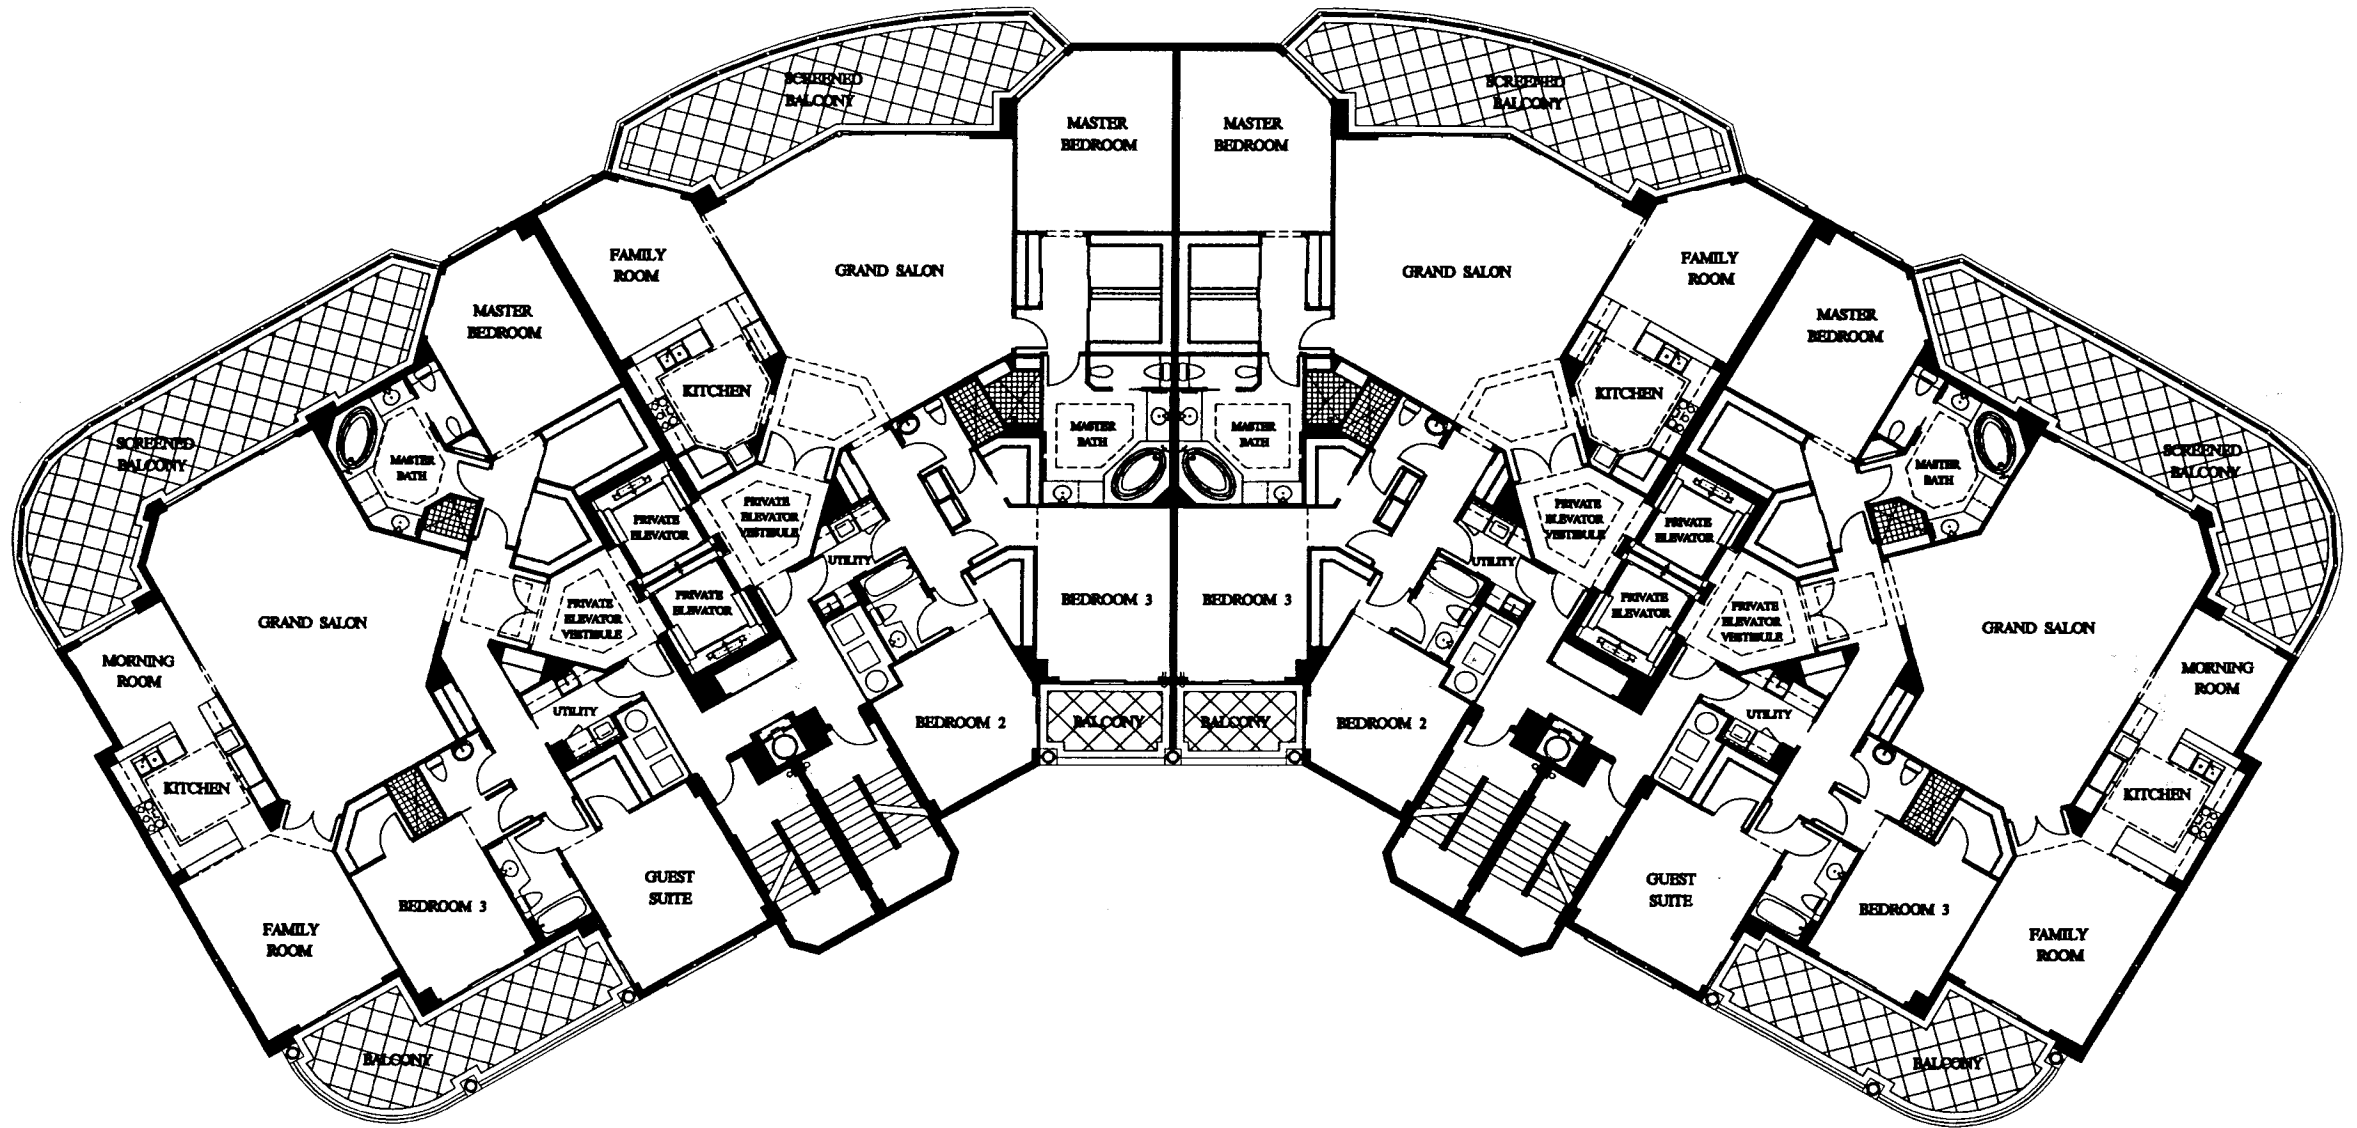 SCREENED
BALCONY
SCREENED
BALCONY
MASTER
BEDROOM
MASTER
BEDROOM
FAMILY
ROOM
GRAND SALON
GRAND SALON
FAMILY
ROOM
MASTER
BEDROOM
MASTER
BEDROOM
KITCHEN
KITCHEN
SCREENED
BALCONY
MASTER
BATH
MASTER
BATH
MASTER
BATH
MASTER
BATH
SCREENED
BALCONY
PRIVATE
ELEVATOR
PRIVATE
ELEVATOR
VESTIBULE
PRIVATE
ELEVATOR
VESTIBULE
PRIVATE
ELEVATOR
UTILITY
UTILITY
PRIVATE
ELEVATOR
VESTIBULE
PRIVATE
ELEVATOR
BEDROOM 3
BEDROOM 3
PRIVATE
ELEVATOR
PRIVATE
ELEVATOR
VESTIBULE
GRAND SALON
GRAND SALON
MORNING
ROOM
MORNING
ROOM
UTILITY
BEDROOM 2
BALCONY
BALCONY
BEDROOM 2
UTILITY
KITCHEN
KITCHEN
GUEST
SUITE
GUEST
SUITE
BEDROOM 3
BEDROOM 3
FAMILY
ROOM
FAMILY
ROOM
BALCONY
BALCONY